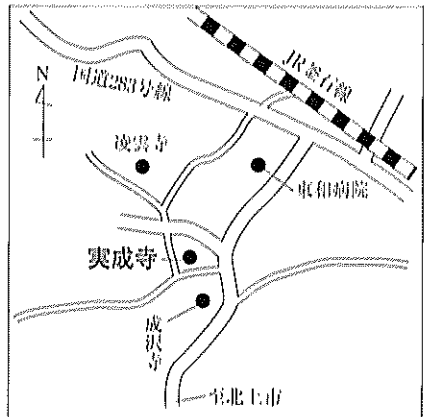 JR釜石線
N
国道283号線
凌雲寺
東和病院
実成寺
成沢寺
至北上市